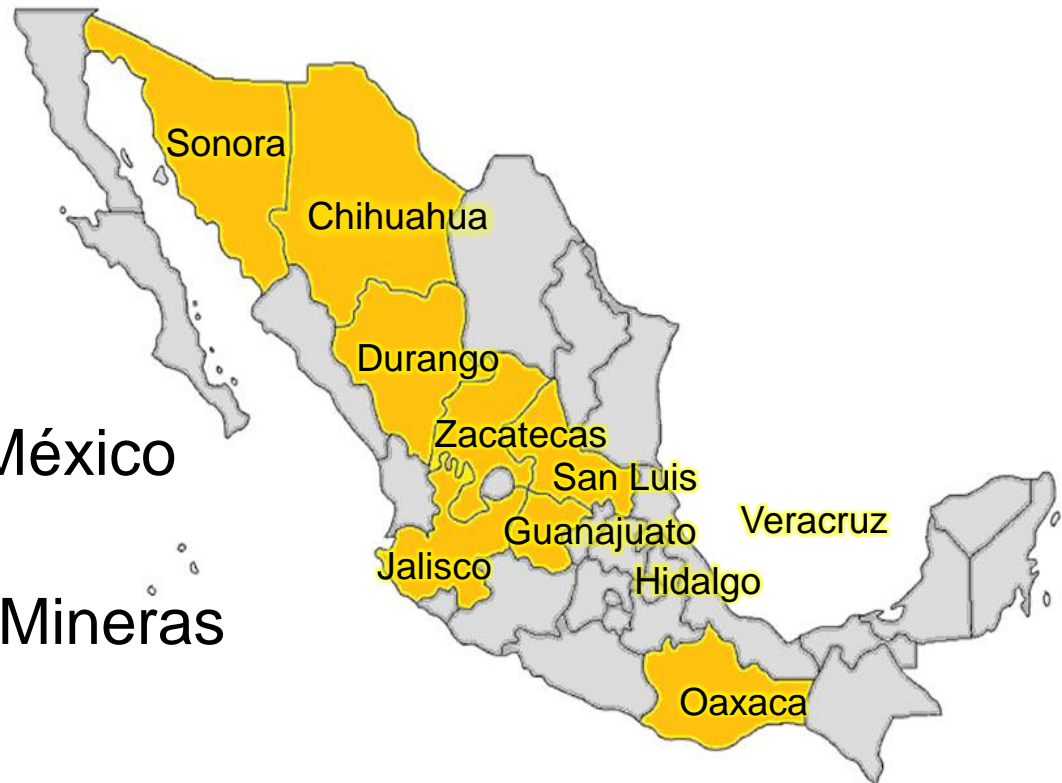 Sonora
Chihuahua
Durango
Zacatecas
México
San Luis
Veracruz
Guanajuato
Jalisco
Hidalgo
Mineras
Oaxaca